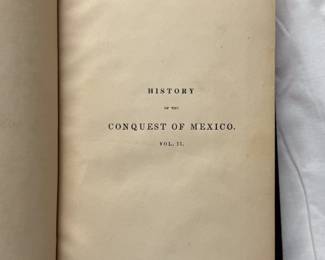 HISTORY
OF THE
CONQUEST OF MEXICO.
VOL. II.